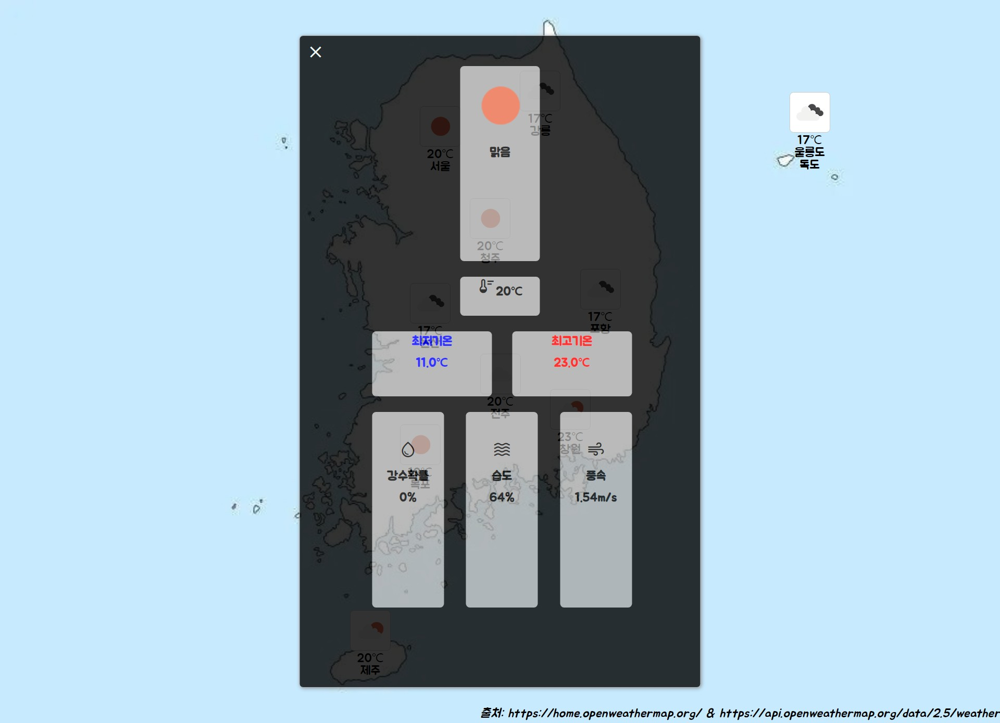 17℃
강릉
20℃
서울
맑음
17℃
울릉도
독도
20℃
청주
20℃
17℃
포항
17℃
최저기온
11.0℃
최고기온
23.0℃
20℃
전주
23℃
창원
강수확률
0%
목포
습도
64%
풍속
1.54m/s
20℃
제주
출처: https://home.openweathermap.org/ & https://api.openweathermap.org/data/2.5/weather